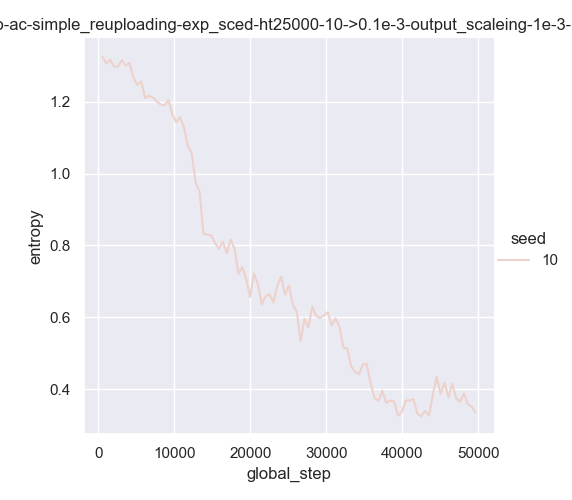 o-ac-simple_reuploading-exp_sced-ht25000-10->0.1e-3-output_scaleing-1e-3-
1.2
1.0
0.8
0.6
0.4
entropy
0 10000 20000 30000 40000 50000
global_step
seed
10